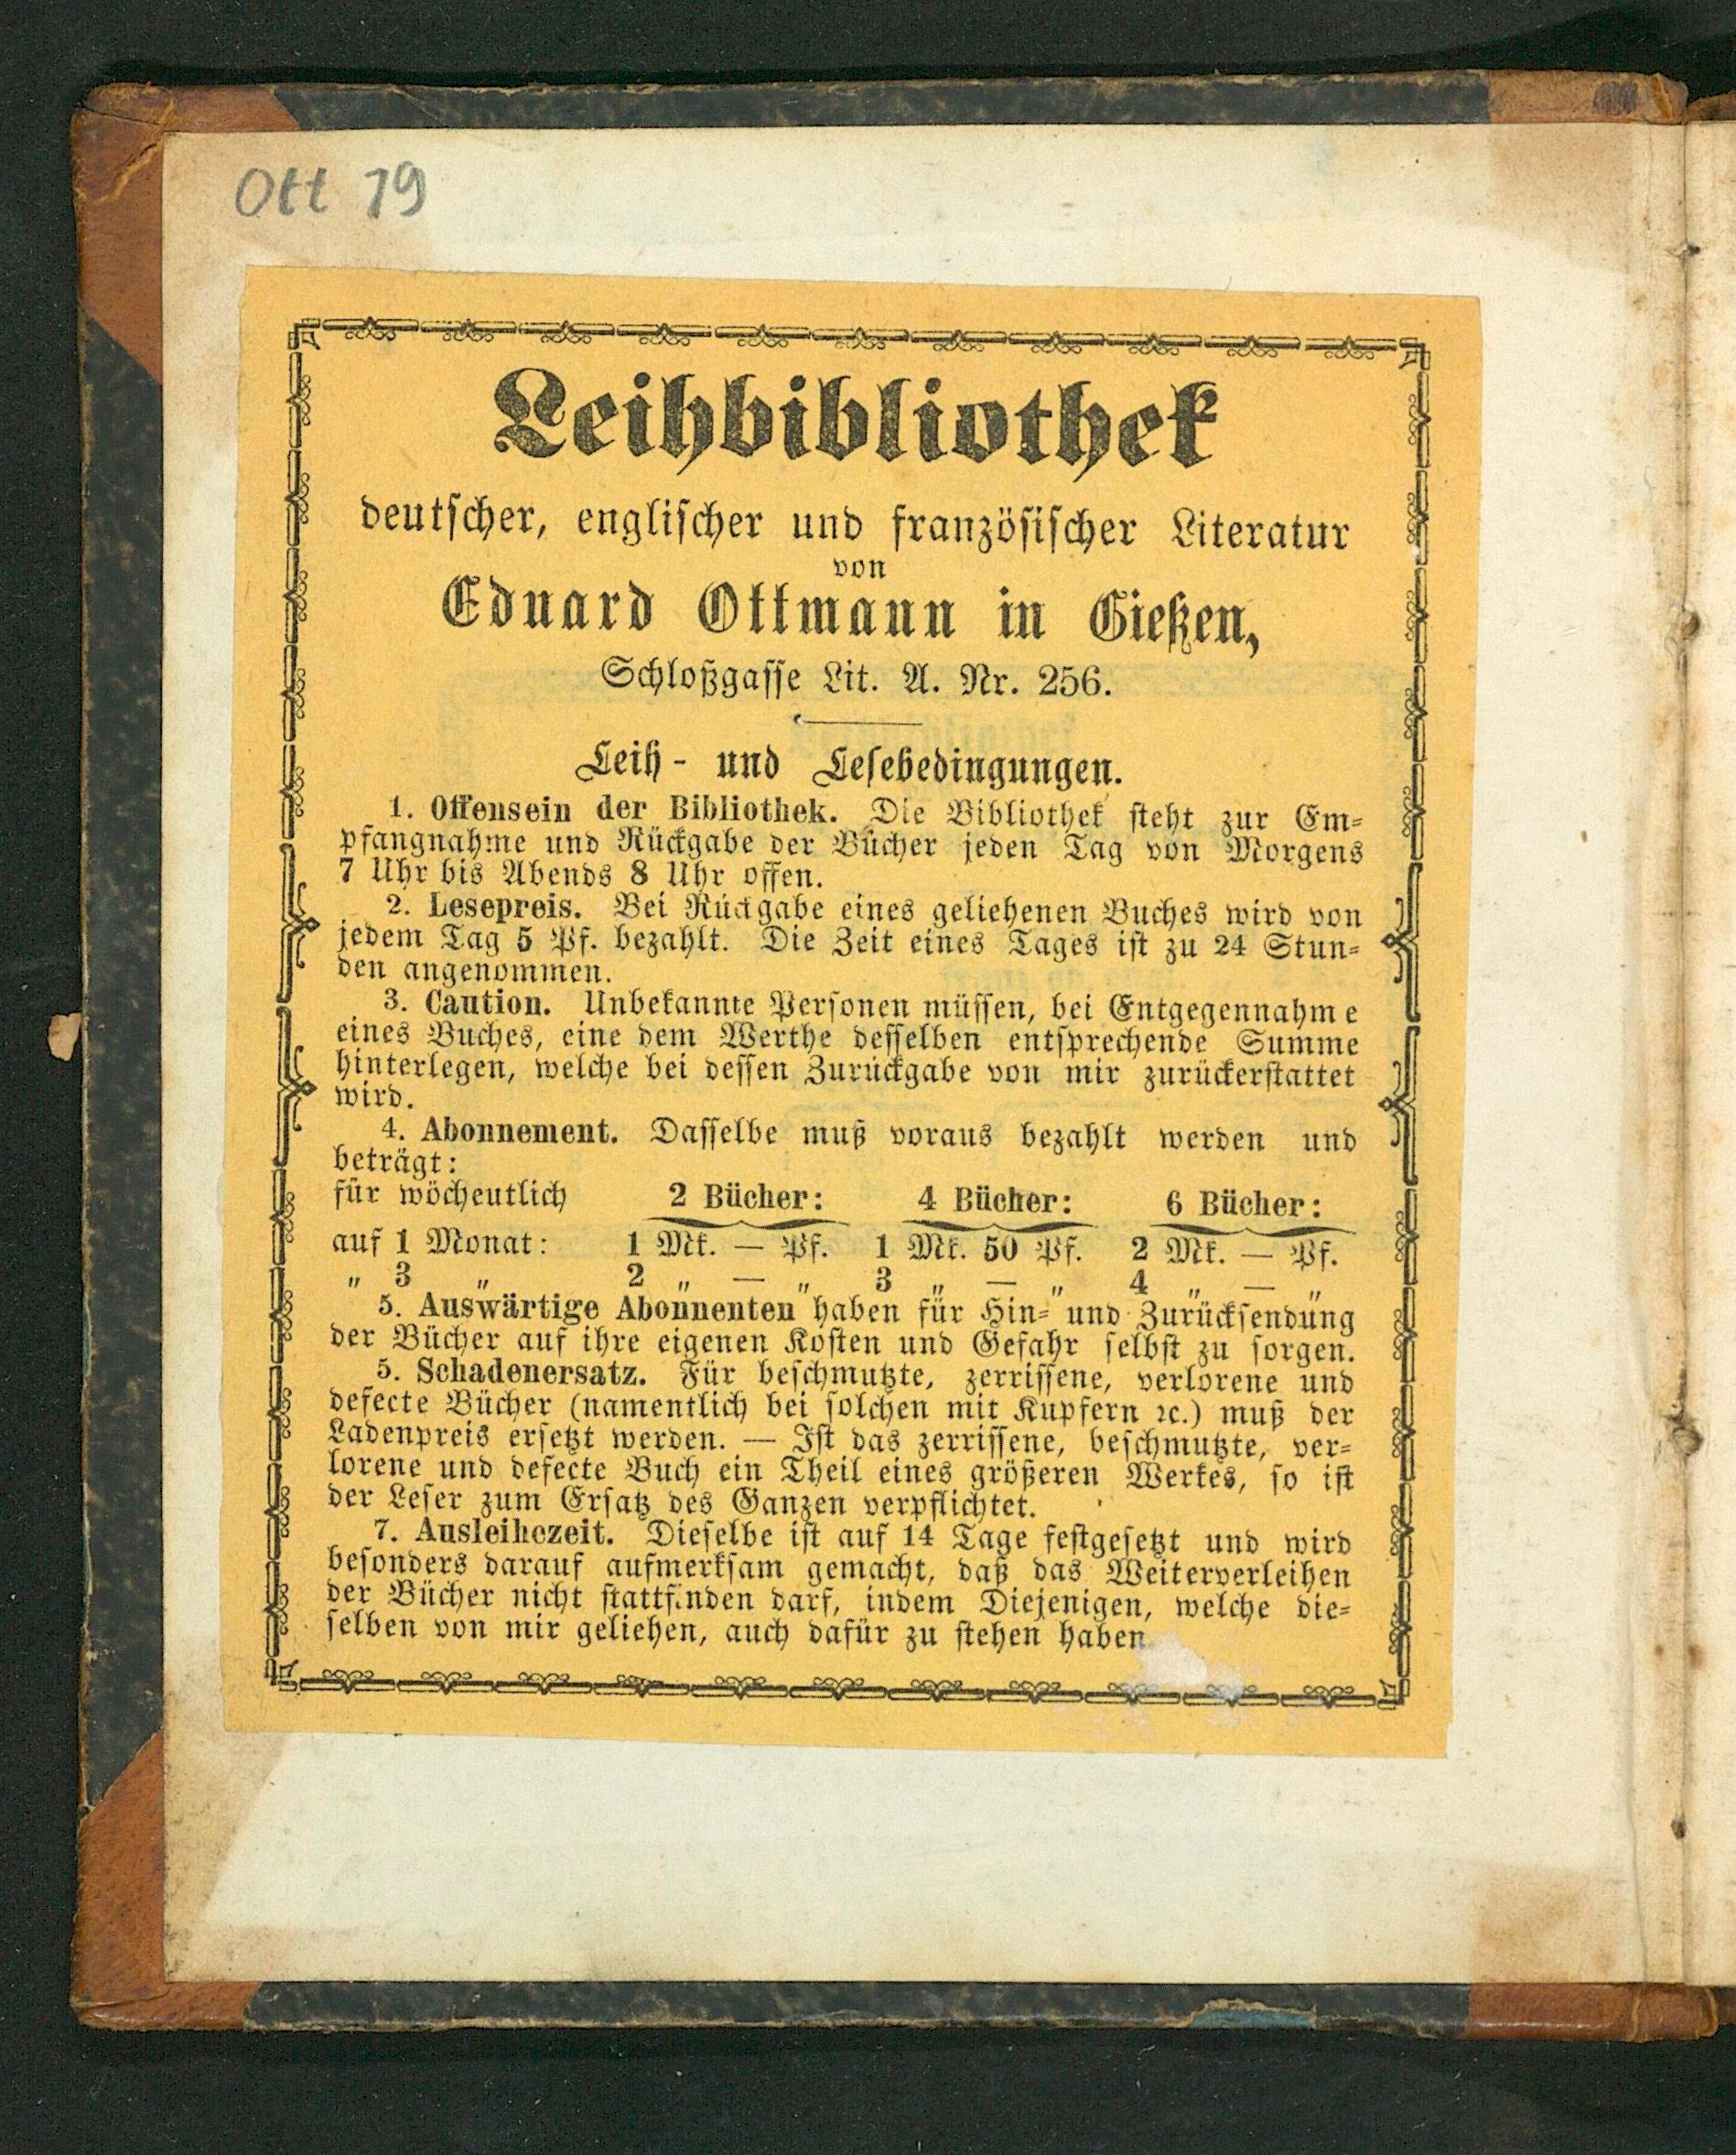 Ott 19
Leihbibliothek
deutscher, englischer und französischer Literatur
von
Eduard Ottmann in Gießen,
Schloßgasse Lit. A. Nr. 256.
Leih- und Lesebedingungen.
1. Offensein der Bibliothek. Die Bibliothek steht zur Em-
pfangnahme und Rückgabe der Bücher jeden Tag von Morgens
7 Uhr bis Abends 8 Uhr offen.
2. Lesepreis. Bei Rückgabe eines geliehenen Buches wird von
jedem Tag 5 Pf. bezahlt. Die Zeit eines Tages ist zu 24 Stun-
den angenommen.
3. Caution. Unbekannte Personen müssen, bei Entgegennahme
eines Buches, eine dem Werthe desselben entsprechende Summe
hinterlegen, welche bei dessen Zurückgabe von mir zurückerstattet
wird.
4. Abonnement. Dasselbe muß voraus bezahlt werden und
beträgt:
für wöcheutlich 2 Bücher: 4 Bücher: 6 Bücher:
auf 1 Monat: 1 Mk. — Pf. 1 Mk. 50 Pf. 2 Mk. — Pf.
„ 3 „ 2 „ — „ 3 „ — „ 4 „ — „
5. Auswärtige Abonnenten haben für Hin- und Zurücksendung
der Bücher auf ihre eigenen Kosten und Gefahr selbst zu sorgen.
5. Schadenersatz. Für beschmutzte, zerrissene, verlorene und
defecte Bücher (namentlich bei solchen mit Kupfern ꝛc.) muß der
Ladenpreis ersetzt werden. — Ist das zerrissene, beschmutzte, ver-
lorene und defecte Buch ein Theil eines größeren Werkes, so ist
der Leser zum Ersatz des Ganzen verpflichtet.
7. Ausleihezeit. Dieselbe ist auf 14 Tage festgesetzt und wird
besonders darauf aufmerksam gemacht, daß das Weiterverleihen
der Bücher nicht stattfinden darf, indem Diejenigen, welche die-
selben von mir geliehen, auch dafür zu stehen haben